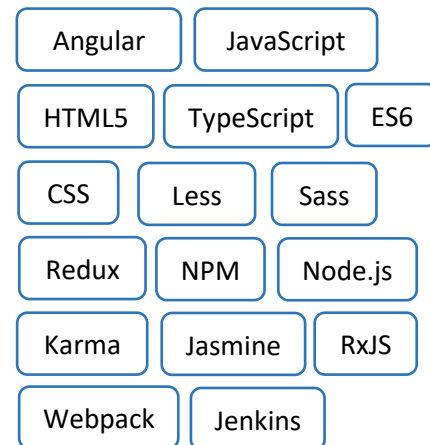 Angular JavaScript
HTML5 TypeScript ES6
CSS Less Sass
Redux NPM Node.js
Karma Jasmine RxJS
Webpack Jenkins